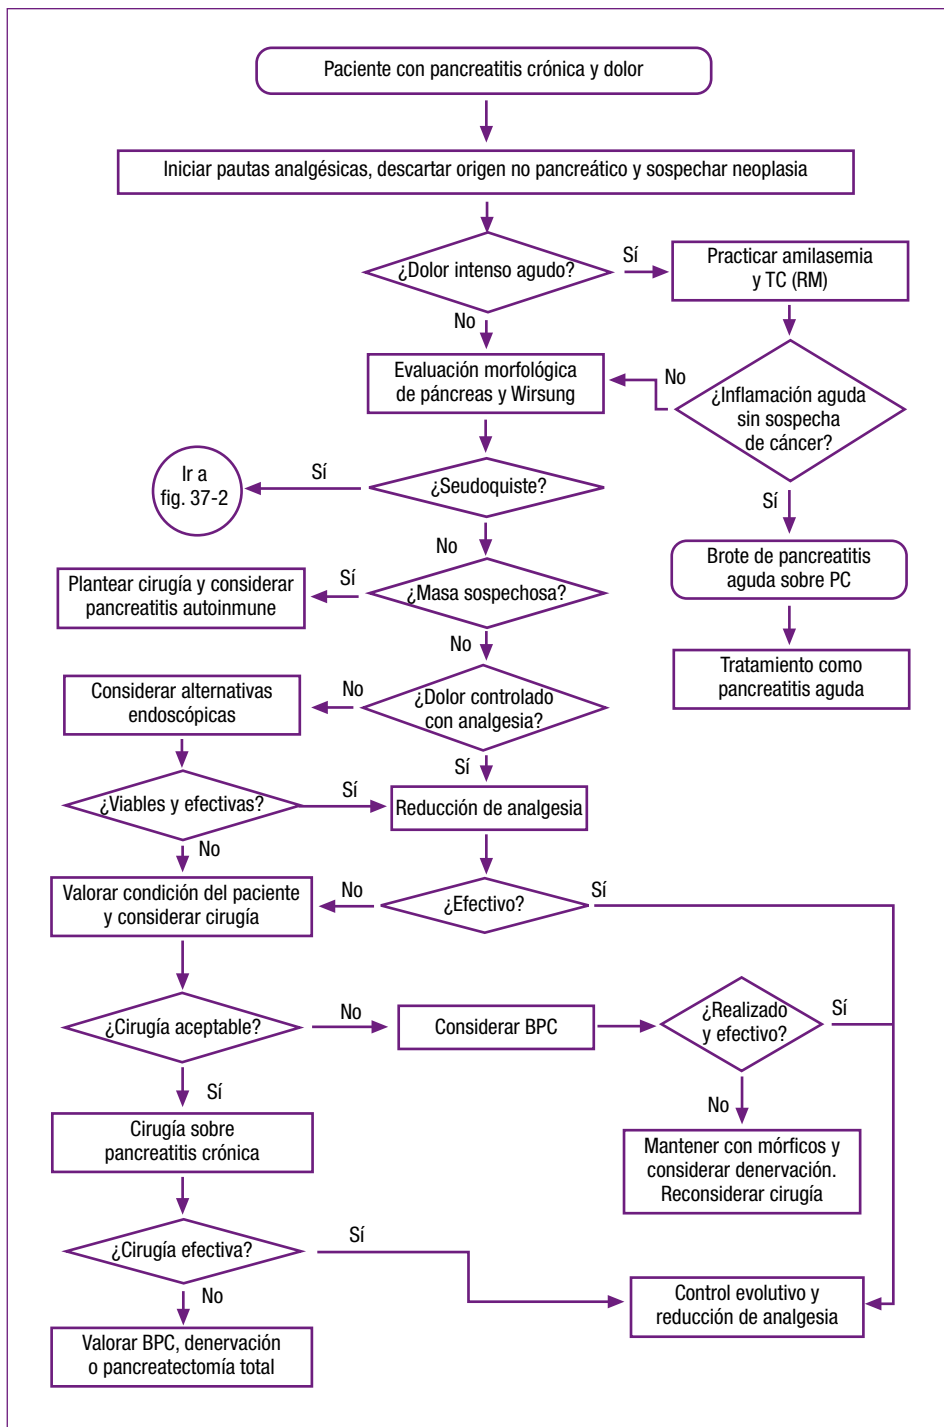 Paciente con pancreatitis crónica y dolor
Iniciar pautas analgésicas, descartar origen no pancreático y sospechar neoplasia
¿Dolor intenso agudo?
Sí
Practicar amilasemia
y TC (RM)
No
Evaluación morfológica
de páncreas y Wirsung
No
¿Inflamación aguda
sin sospecha
de cáncer?
Ir a
fig. 37-2
Sí
¿Seudoquiste?
Sí
No
Brote de pancreatitis
aguda sobre PC
Plantear cirugía y considerar
pancreatitis autoinmune
Sí
¿Masa sospechosa?
No
Tratamiento como
pancreatitis aguda
Considerar alternativas
endoscópicas
No
¿Dolor controlado
con analgesia?
Sí
¿Viables y efectivas?
Sí
Reducción de analgesia
No
Valorar condición del paciente
y considerar cirugía
No
¿Efectivo?
Sí
¿Cirugía aceptable?
No
Considerar BPC
¿Realizado
y efectivo?
Sí
Sí
No
Cirugía sobre
pancreatitis crónica
Mantener con mórficos y
considerar denervación.
Reconsiderar cirugía
¿Cirugía efectiva?
Sí
No
Control evolutivo y
reducción de analgesia
Valorar BPC, denervación
o pancreatectomía total